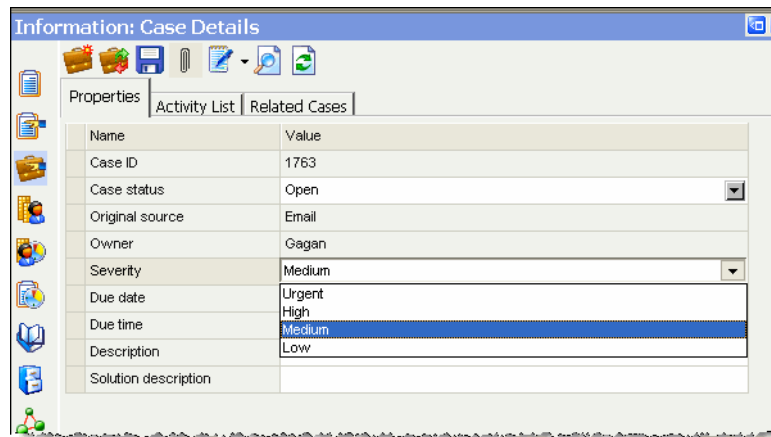 Information: Case Details
Properties Activity List Related Cases
Name Value
Case ID 1763
Case status Open
Original source Email
Owner Gagan
Severity Medium
Due date Urgent
High
Due time Medium
Description Low
Solution description